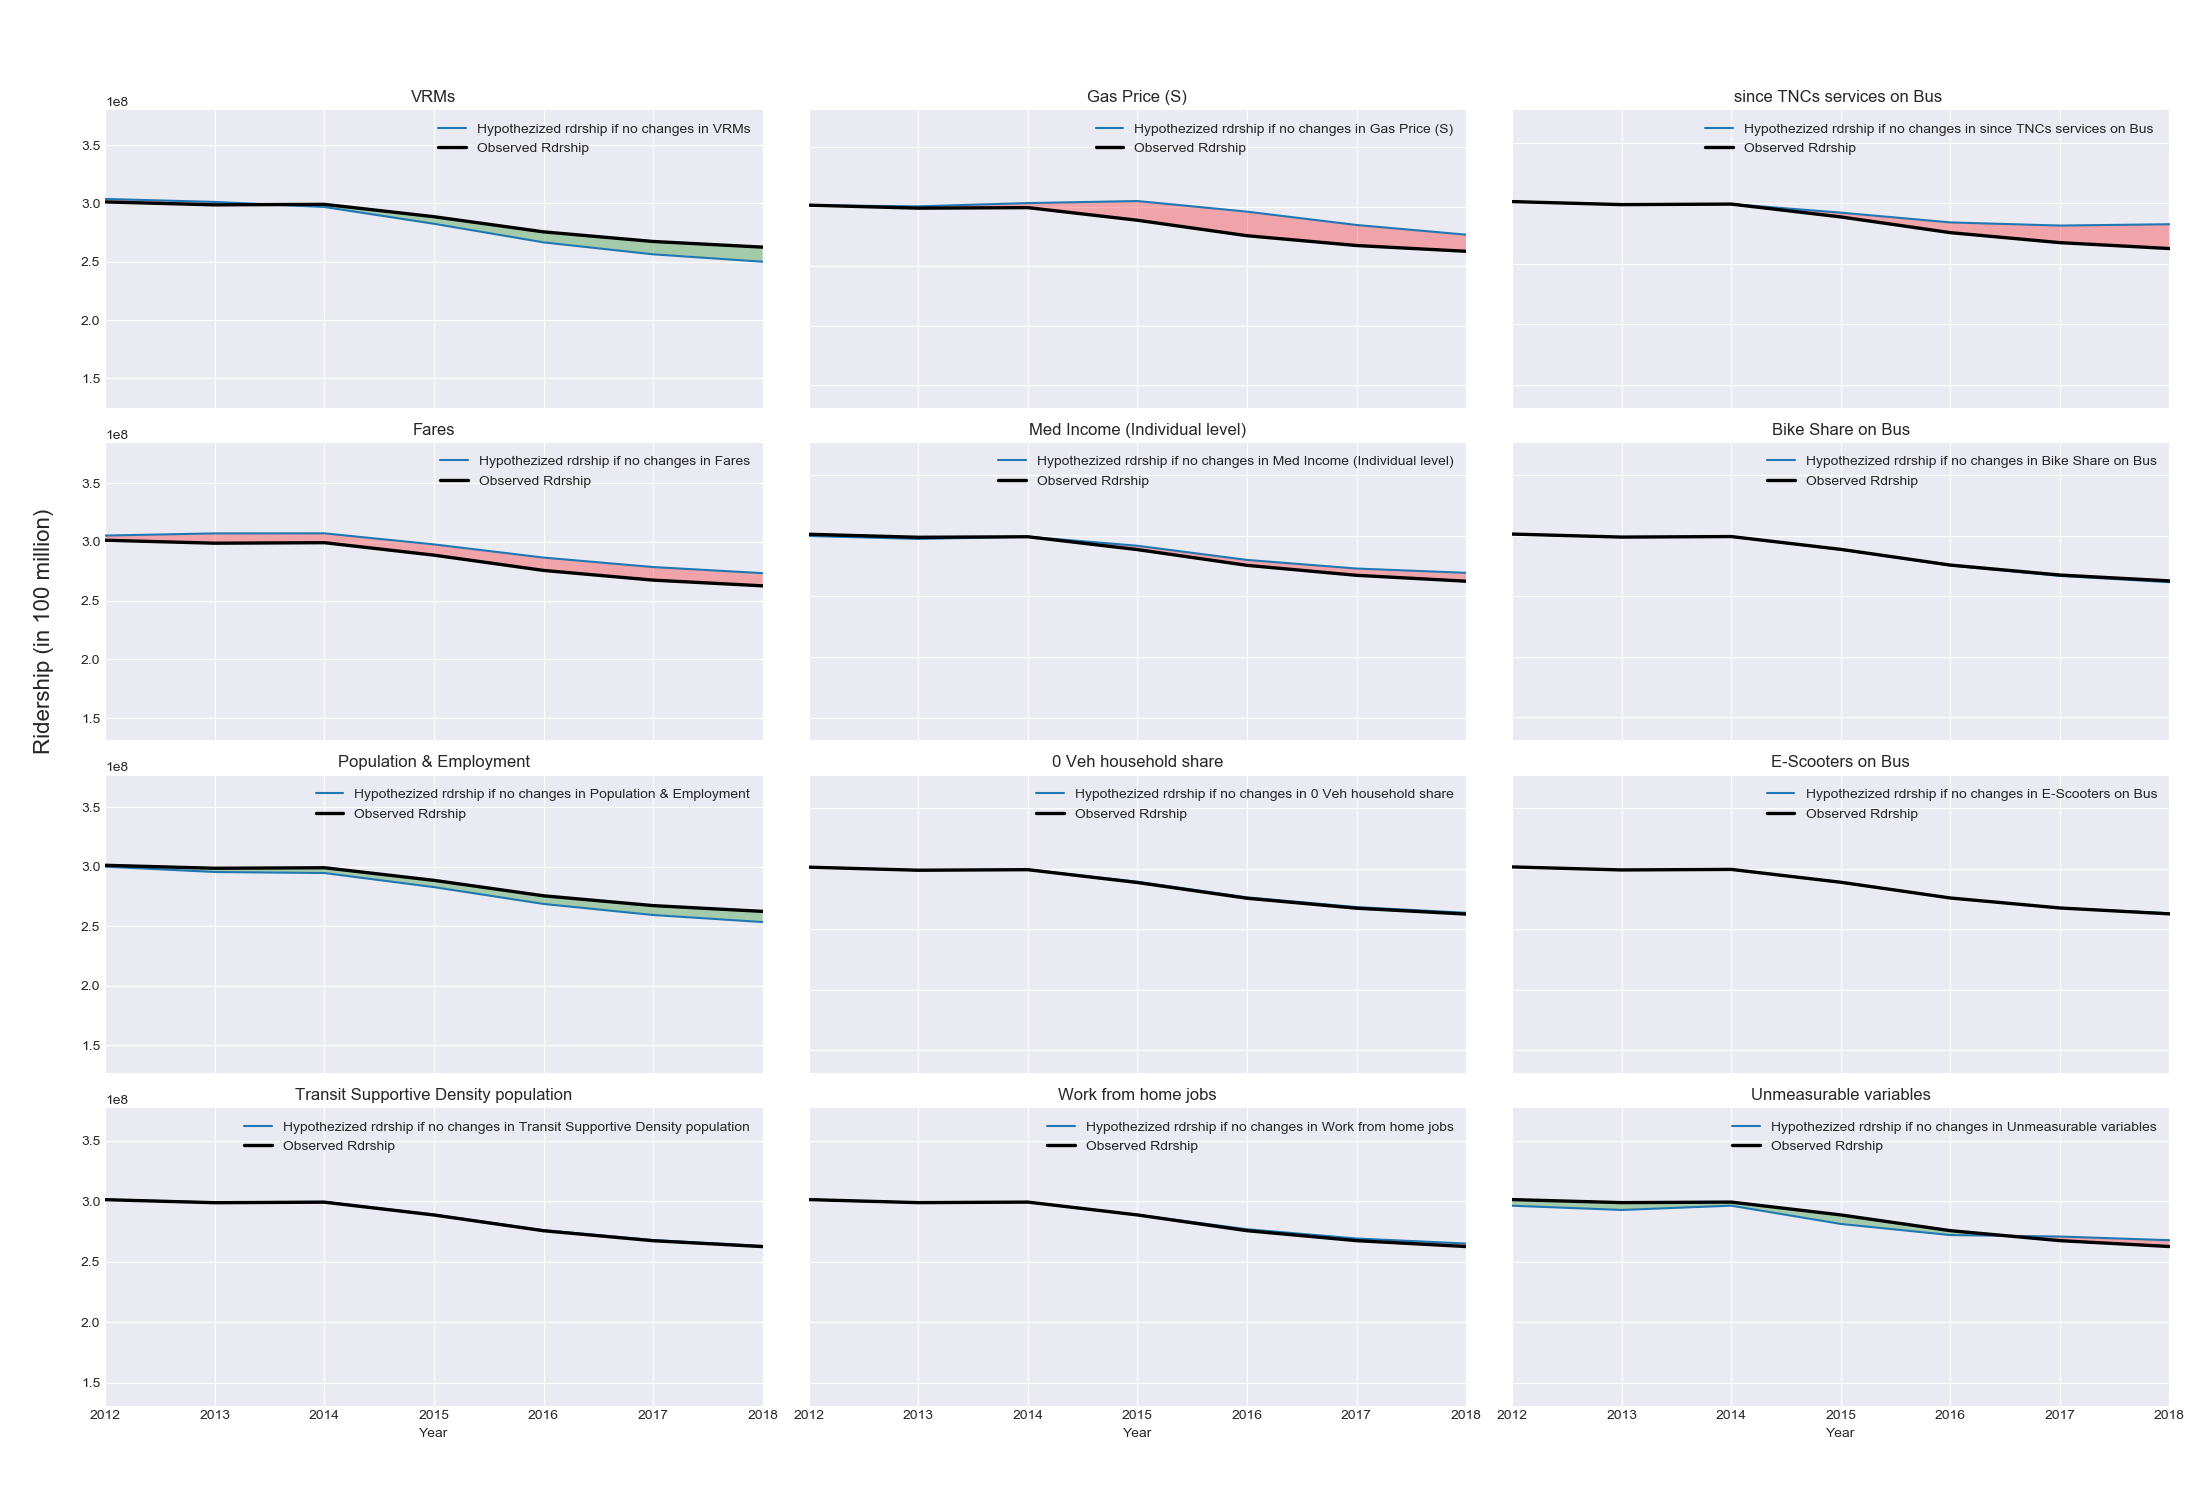 VRMs
Gas Price (S)
since TNCs services on Bus
1e8
Hypothezized rdrship if no changes in VRMs
Observed Rdrship
3.5
3.0
2.5
2.0
1.5
Hypothezized rdrship if no changes in Gas Price (S)
Observed Rdrship
Hypothezized rdrship if no changes in since TNCs services on Bus
Observed Rdrship
Fares
Med Income (Individual level)
Bike Share on Bus
1e8
Hypothezized rdrship if no changes in Fares
Observed Rdrship
3.5
3.0
2.5
2.0
1.5
Hypothezized rdrship if no changes in Med Income (Individual level)
Observed Rdrship
Hypothezized rdrship if no changes in Bike Share on Bus
Observed Rdrship
Ridership (in 100 million)
Population & Employment
0 Veh household share
E-Scooters on Bus
1e8
Hypothezized rdrship if no changes in Population & Employment
Observed Rdrship
3.5
3.0
2.5
2.0
1.5
Hypothezized rdrship if no changes in 0 Veh household share
Observed Rdrship
Hypothezized rdrship if no changes in E-Scooters on Bus
Observed Rdrship
Transit Supportive Density population
Work from home jobs
Unmeasurable variables
1e8
Hypothezized rdrship if no changes in Transit Supportive Density population
Observed Rdrship
3.5
3.0
2.5
2.0
1.5
Hypothezized rdrship if no changes in Work from home jobs
Observed Rdrship
Hypothezized rdrship if no changes in Unmeasurable variables
Observed Rdrship
2012 2013 2014 2015 2016 2017 2018
Year
2012 2013 2014 2015 2016 2017 2018
Year
2012 2013 2014 2015 2016 2017 2018
Year